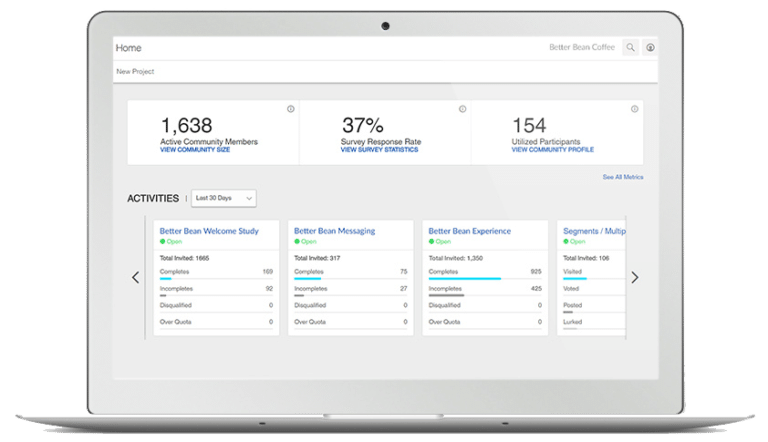 Home
Better Bean Coffee
New Project
1,638
Active Community Members
VIEW COMMUNITY SIZE
37%
Survey Response Rate
VIEW SURVEY STATISTICS
154
Utilized Participants
VIEW COMMUNITY PROFILE
See All Metrics
ACTIVITIES | Last 30 Days
Better Bean Welcome Study
Open
Total Invited: 1665
Completes 169
Incompletes 92
Disqualified 0
Over Quota 0
Better Bean Messaging
Open
Total Invited: 317
Completes 75
Incompletes 27
Disqualified 0
Over Quota 0
Better Bean Experience
Open
Total Invited: 1,350
Completes 925
Incompletes 425
Disqualified 0
Over Quota 0
Segments / Multip
Open
Total Invited: 106
Visited
Voted
Posted
Lurked